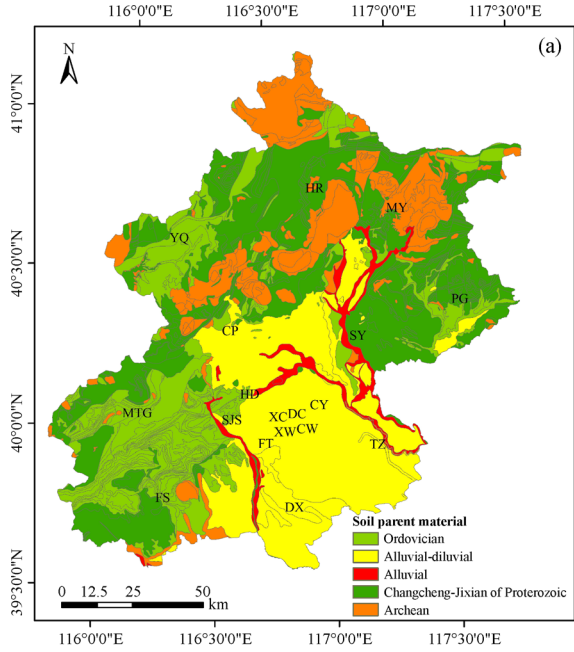 116°0'0"E 116°30'0"E 117°0'0"E 117°30'0"E
(a)
N
41°0'0"N
40°30'0"N
40°0'0"N
39°30'0"N
HR
MY
YQ
PG
CP
SY
MTG
HD
SJS
CY
XC
DC
XW
CW
FT
TZ
FS
DX
Soil parent material
Ordovician
Alluvial-diluvial
Alluvial
Changcheng-Jixian of Proterozoic
Archean
0 12.5 25 50
km
116°0'0"E 116°30'0"E 117°0'0"E 117°30'0"E